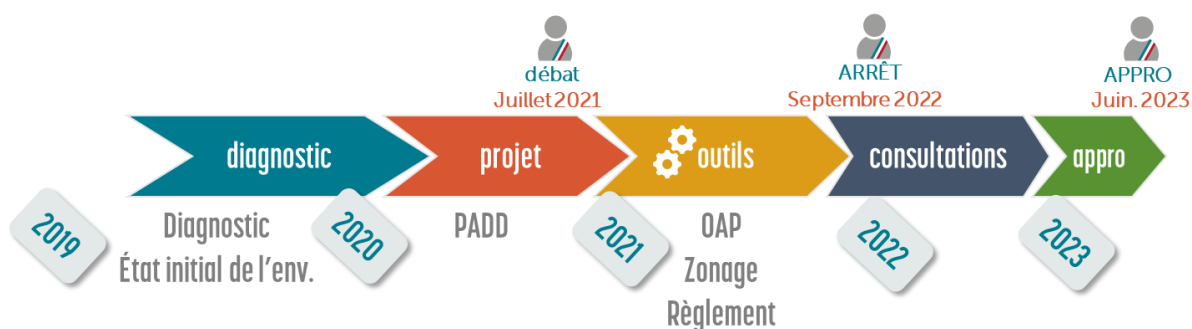 débat
Juillet 2021
ARRÊT
Septembre 2022
APPRO
Juin. 2023
diagnostic
projet
outils
consultations
appro
2019
Diagnostic
État initial de l'env.
2020
PADD
2021
OAP
Zonage
Règlement
2022
2023